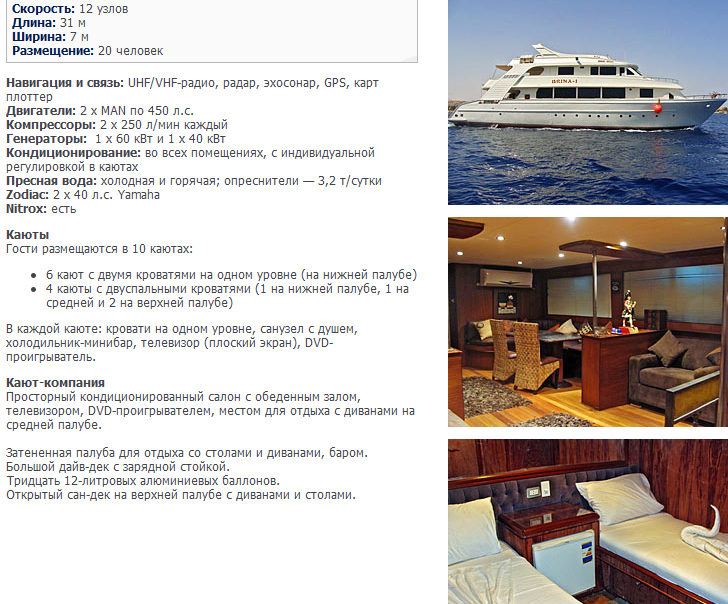 Скорость: 12 узлов
Длина: 31 м
Ширина: 7 м
Размещение: 20 человек
Навигация и связь: UHF/VHF-радио, радар, эхосонар, GPS, карт
плоттер
Двигатели: 2 x MAN по 450 л.с.
Компрессоры: 2 x 250 л/мин каждый
Генераторы:  1 x 60 кВт и 1 x 40 кВт
Кондиционирование: во всех помещениях, с индивидуальной
регулировкой в каютах
Пресная вода: холодная и горячая; опреснители — 3,2 т/сутки
Zodiac: 2 x 40 л.с. Yamaha
Nitrox: есть
Каюты
Гости размещаются в 10 каютах:
• 6 кают с двумя кроватями на одном уровне (на нижней палубе)
• 4 каюты с двуспальными кроватями (1 на нижней палубе, 1 на
средней и 2 на верхней палубе)
В каждой каюте: кровати на одном уровне, санузел с душем,
холодильник-минибар, телевизор (плоский экран), DVD-
проигрыватель.
Кают-компания
Просторный кондиционированный салон с обеденным залом,
телевизором, DVD-проигрывателем, местом для отдыха с диванами на
средней палубе.
Затененная палуба для отдыха со столами и диванами, баром.
Большой дайв-дек с зарядной стойкой.
Тридцать 12-литровых алюминиевых баллонов.
Открытый сан-дек на верхней палубе с диванами и столами.